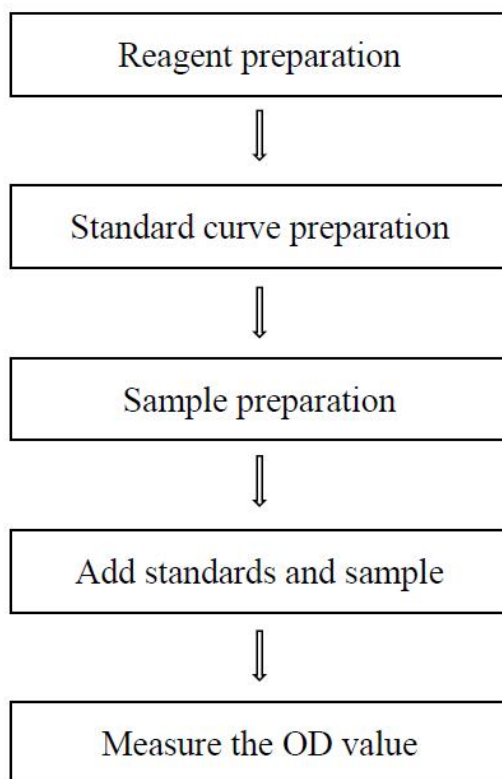 Reagent preparation
Standard curve preparation
Sample preparation
Add standards and sample
Measure the OD value